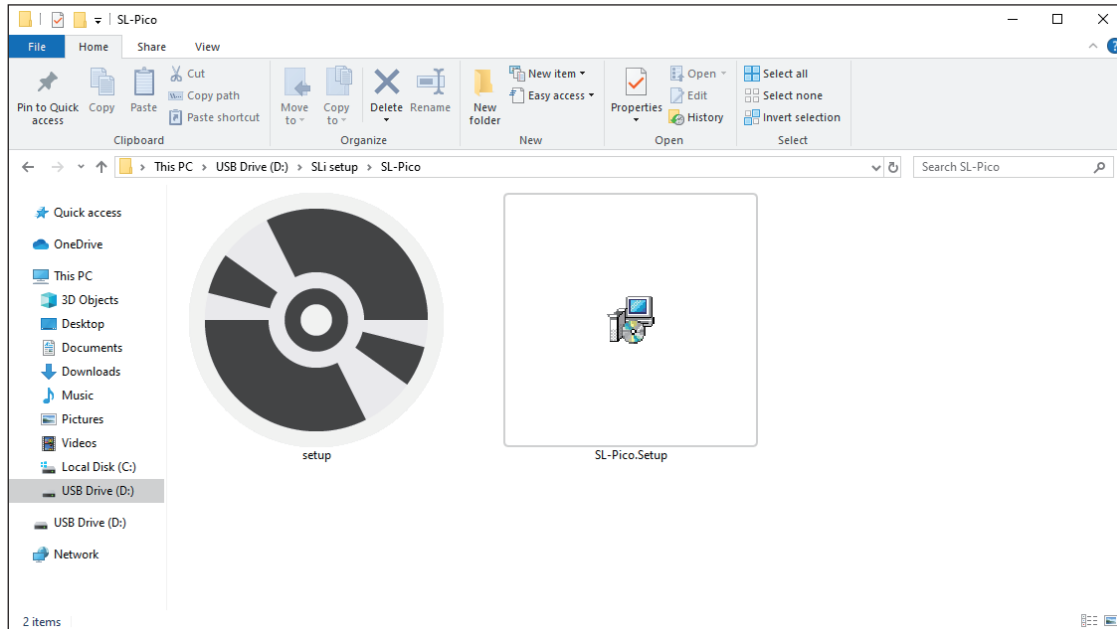 SL-Pico
File Home Share View
Pin to Quick access
Copy
Paste
Cut
Copy path
Paste shortcut
Clipboard
Move to
Copy to
Delete
Rename
Organize
New folder
New item
Easy access
New
Properties
Open
Edit
History
Open
Select all
Select none
Invert selection
Select
This PC > USB Drive (D:) > SLi setup > SL-Pico
Search SL-Pico
Quick access
OneDrive
This PC
3D Objects
Desktop
Documents
Downloads
Music
Pictures
Videos
Local Disk (C:)
USB Drive (D:)
USB Drive (D:)
Network
setup
SL-Pico.Setup
2 items